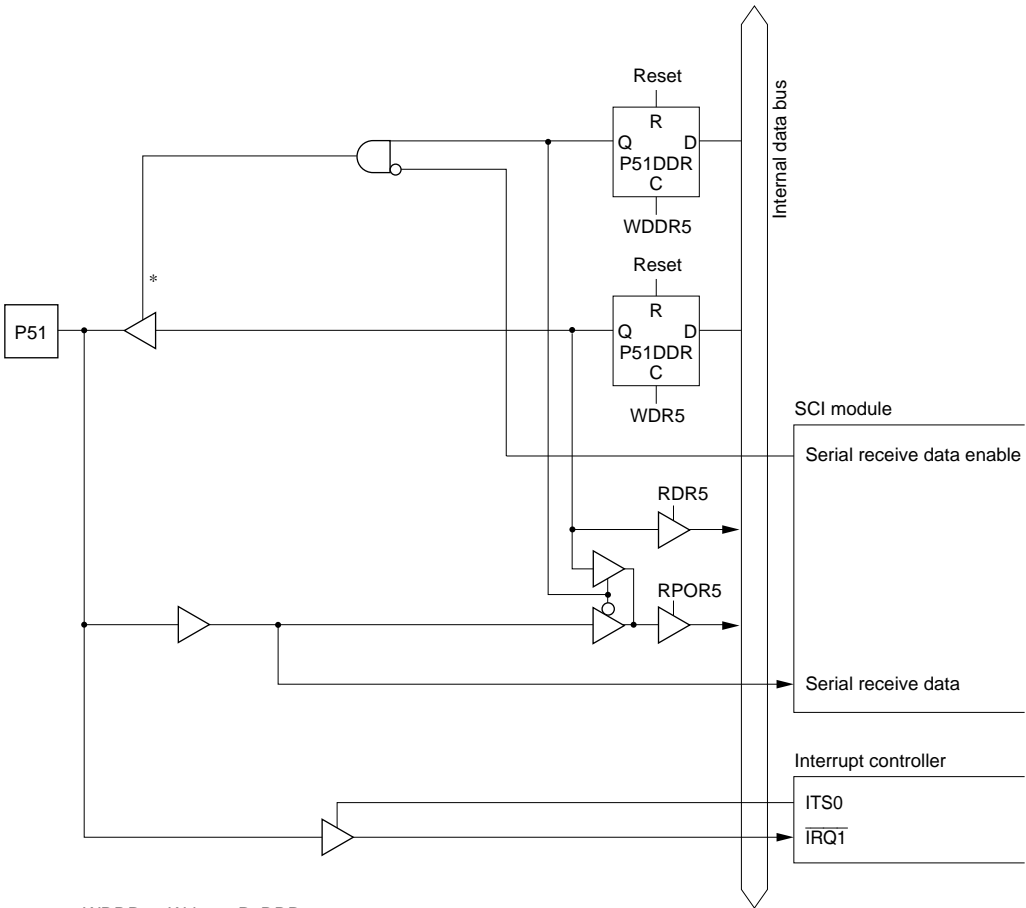 Reset
R
Q D
P51DDR
C
WDDR5
Internal data bus
*
Reset
R
Q D
P51DDR
C
WDR5
P51
SCI module
Serial receive data enable
RDR5
RPOR5
Serial receive data
Interrupt controller
ITS0
IRQ1